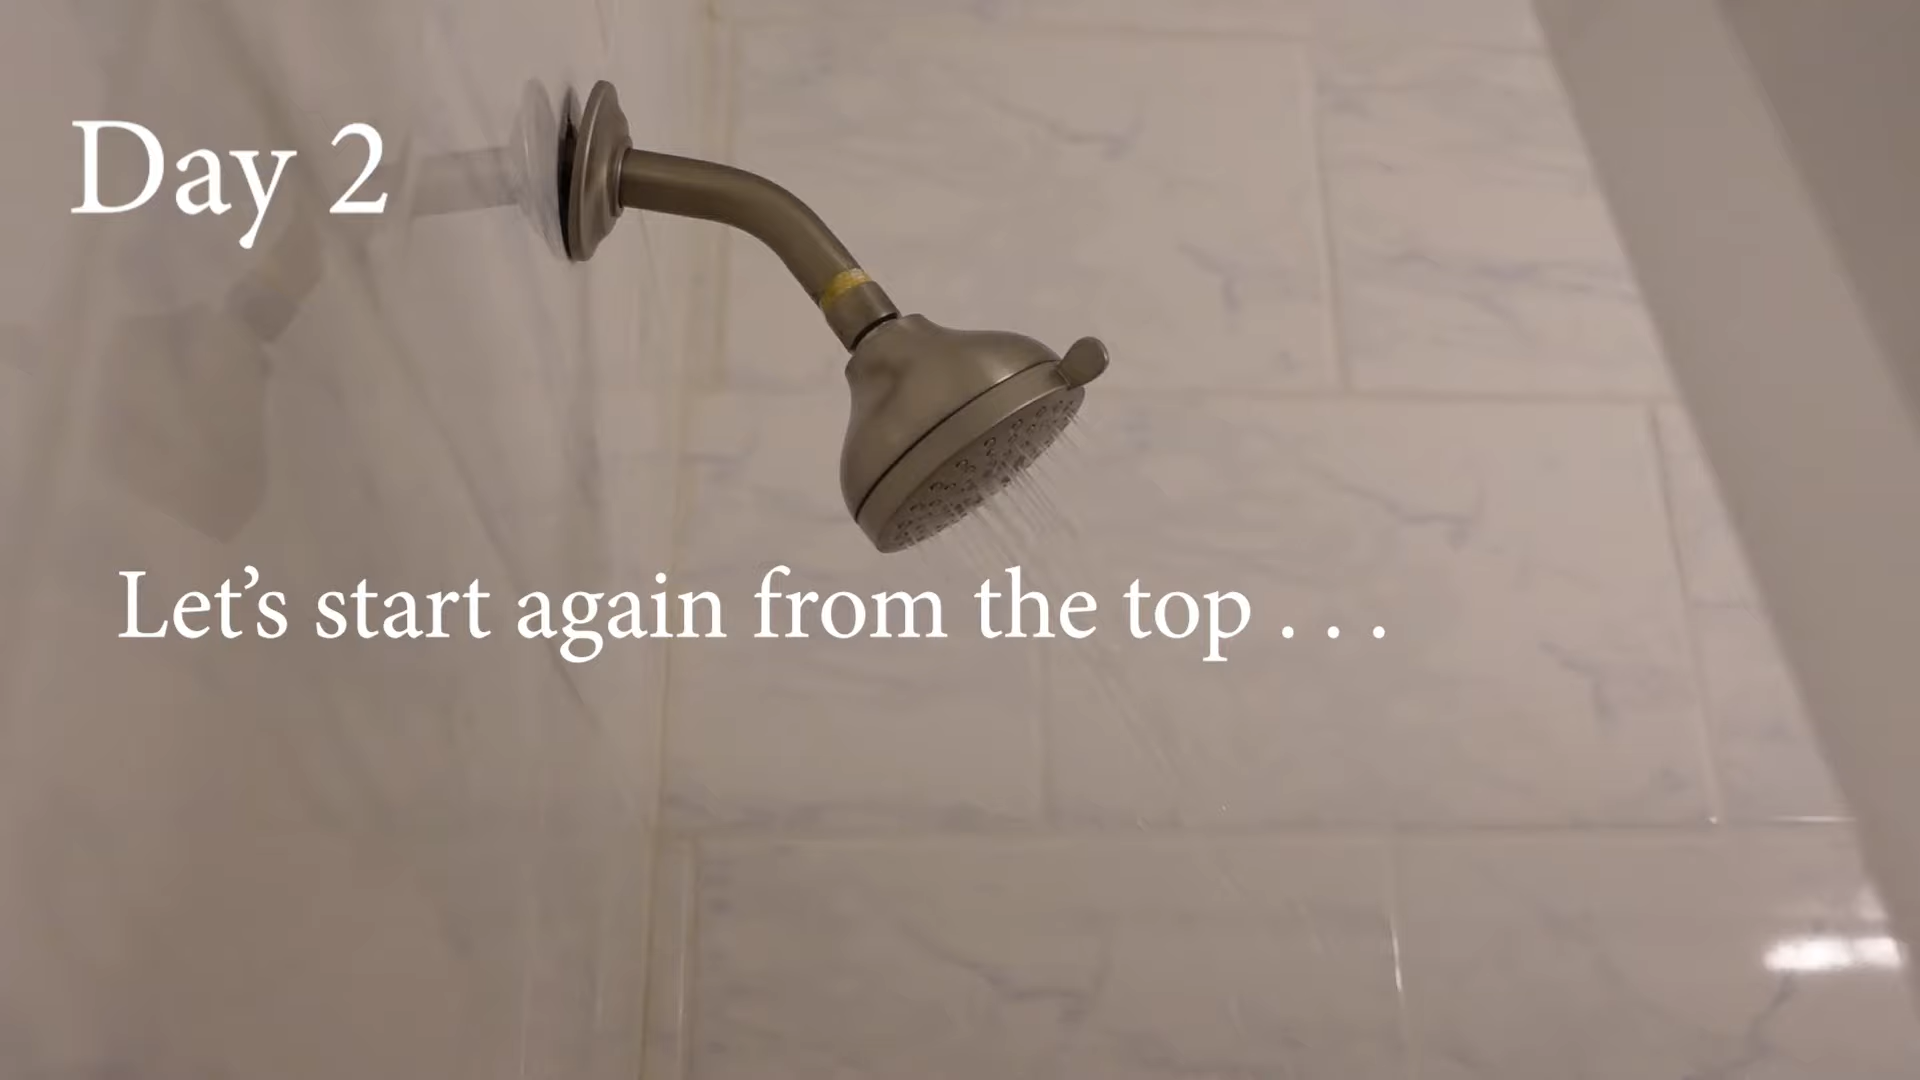 Day 2
Let’s start again from the top . . .